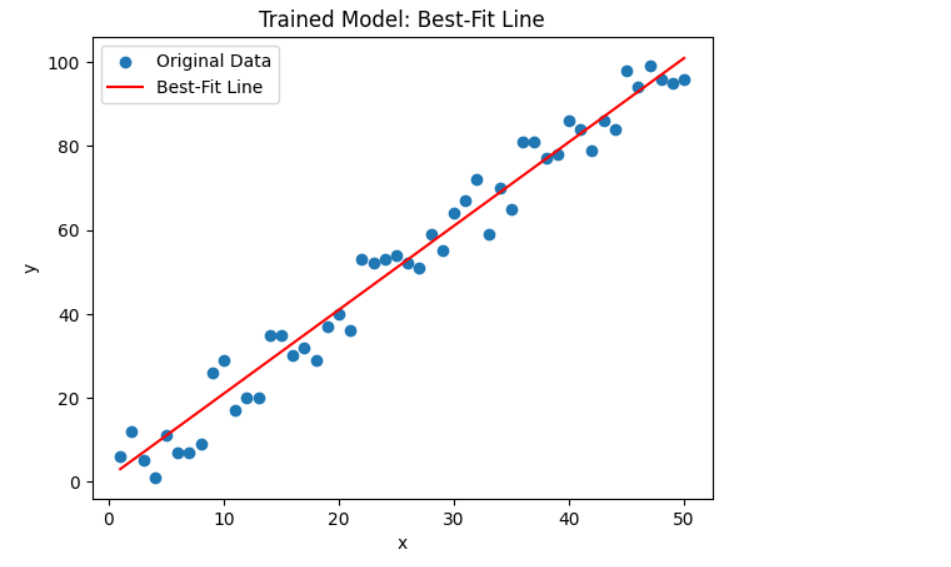 Trained Model: Best-Fit Line
Original Data
Best-Fit Line
100
80
60
40
20
0
y
0 10 20 30 40 50
x